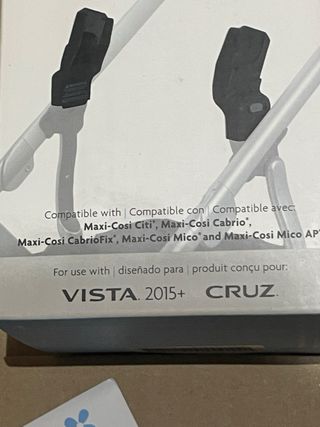 Compatible with | Compatible con | Compatible avec:
Maxi-Cosi Citi®, Maxi-Cosi Cabrio®,
Maxi-Cosi CabrioFix®, Maxi-Cosi Mico® and Maxi-Cosi Mico AP
For use with | diseñado para | produit conçu pour:
VISTA. 2015+ CRUZ.